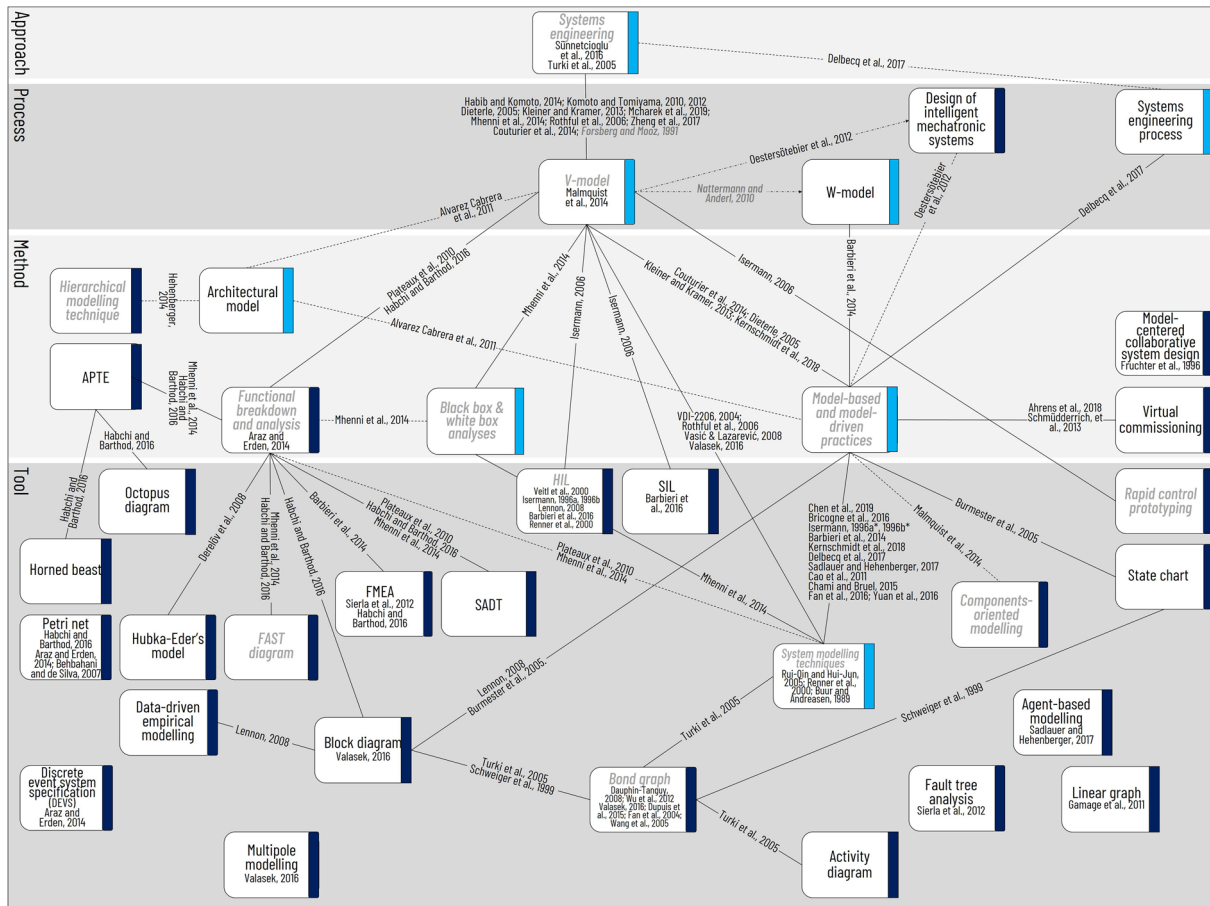 Approach
Systems engineering
Sünnetcioglu
et al., 2016
Turki et al., 2005
Delbecq et al., 2017
Process
Habib and Komoto, 2014; Komoto and Tomiyama, 2010, 2012
Dieterle, 2005; Kleiner and Kramer, 2013; Mcharek et al., 2019;
Mhenni et al., 2014; Rothful et al., 2006; Zheng et al., 2017
Couturier et al., 2014; Forsberg and Mooz, 1991
Design of
intelligent
mechatronic
systems
Systems
engineering
process
Oestersötebier et al., 2012
V-model
Malmquist
et al., 2014
Nattermann and
Anderl, 2010
W-model
Oestersötebier
et al., 2012
Delbecq et al., 2017
Alvarez Cabrera
et al., 2011
Method
Hierarchical
modelling
technique
Hehenberger,
2014
Architectural
model
Plateaux et al., 2010
Habchi and Barthod, 2016
Mhenni et al., 2014
Isermann, 2006
Isermann, 2006
Couturier et al., 2014; Dieterle, 2005
Kleiner and Kramer, 2013; Kernschmidt et al., 2018
Barbieri et al., 2014
Isermann, 2006
Alvarez Cabrera et al., 2011
Model-
centered
collaborative
system design
Fruchter et al., 1996
APTE
Mhenni et al., 2014
Habchi and
Barthod, 2016
Functional
breakdown
and analysis
Araz and
Erden, 2014
Mhenni et al., 2014
Black box &
white box
analyses
VDI-2206, 2004;
Rothful et al., 2006
Vasić & Lazarević, 2008
Valasek, 2016
Model-based
and model-
driven
practices
Ahrens et al., 2018
Schmüdderrich, et al.,
2013
Virtual
commissioning
Habchi and
Barthod, 2016
Tool
Habchi and
Barthod, 2016
Octopus
diagram
Horned beast
Derelöv et al., 2008
Mhenni et al., 2014
Habchi and Barthod, 2016
Habchi and Barthod, 2016
Barbieri et al., 2014
Plateaux et al., 2010
Habchi and Barthod, 2016
Mhenni et al., 2014
HIL
Veitl et al., 2000
Isermann, 1996a, 1996b
Lennon, 2008
Barbieri et al., 2016
Renner et al., 2000
SIL
Barbieri et
al., 2016
Plateaux et al., 2010
Mhenni et al., 2014
Mhenni et al., 2014
Chen et al., 2019
Bricogne et al., 2016
Isermann, 1996a*, 1996b*
Barbieri et al., 2014
Kernschmidt et al., 2018
Delbecq et al., 2017
Sadlauer and Hehenberger, 2017
Cao et al., 2011
Chami and Bruel, 2015
Fan et al., 2016; Yuan et al., 2016
Burmester et al., 2005
Malmquist et al., 2014
Rapid control
prototyping
State chart
FMEA
Sierla et al., 2012
Habchi and
Barthod, 2016
SADT
Components-
oriented
modelling
Petri net
Habchi and
Barthod, 2016
Araz and Erden,
2014; Behbahani
and de Silva, 2007
Hubka-Eder's
model
FAST
diagram
System modelling
techniques
Rui-Qin and Hui-Jun,
2005; Renner et al.,
2000; Buur and
Andreasen, 1989
Lennon, 2008
Burmester et al., 2005.
Schweiger et al., 1999
Data-driven
empirical
modelling
Lennon, 2008
Block diagram
Valasek, 2016
Turki et al., 2005
Agent-based
modelling
Sadlauer and
Hehenberger, 2017
Turki et al., 2005
Schweiger et al., 1999
Discrete
event system
specification
(DEVS)
Araz and
Erden, 2014
Bond graph
Dauphin-Tanguy,
2008; Wu et al., 2012
Valasek, 2016; Dupuis et
al., 2015; Fan et al., 2004;
Wang et al., 2005
Fault tree
analysis
Sierla et al., 2012
Linear graph
Gamage et al., 2011
Turki et al., 2005
Multipole
modelling
Valasek, 2016
Activity
diagram